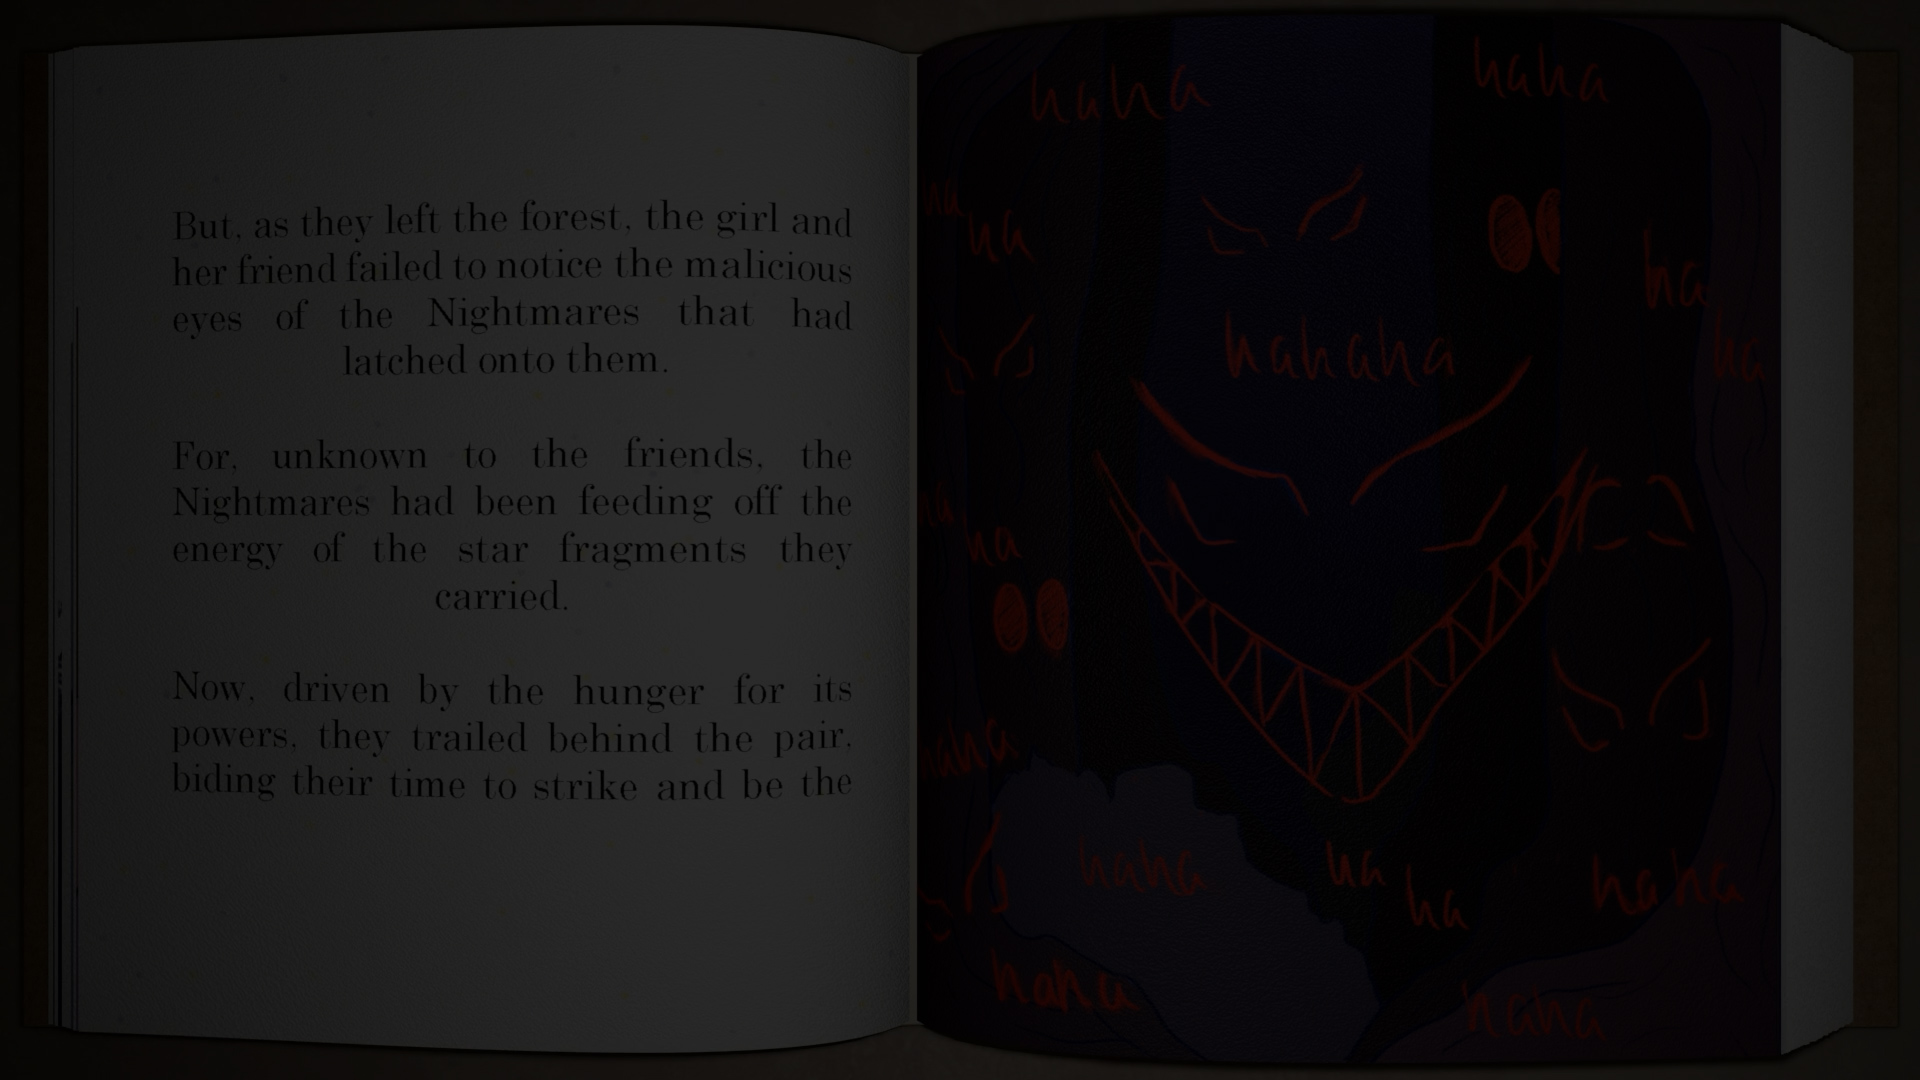 But, as they left the forest, the girl and
her friend failed to notice the malicious
eyes of the Nightmares that had
latched onto them.
For, unknown to the friends, the
Nightmares had been feeding off the
energy of the star fragments they
carried.
Now, driven by the hunger for its
powers, they trailed behind the pair,
biding their time to strike and be the
haha
haha
ha
ha
ha
hahaha
ha
ha
ha
haha
haha
ha
ha
haha
haha
haha